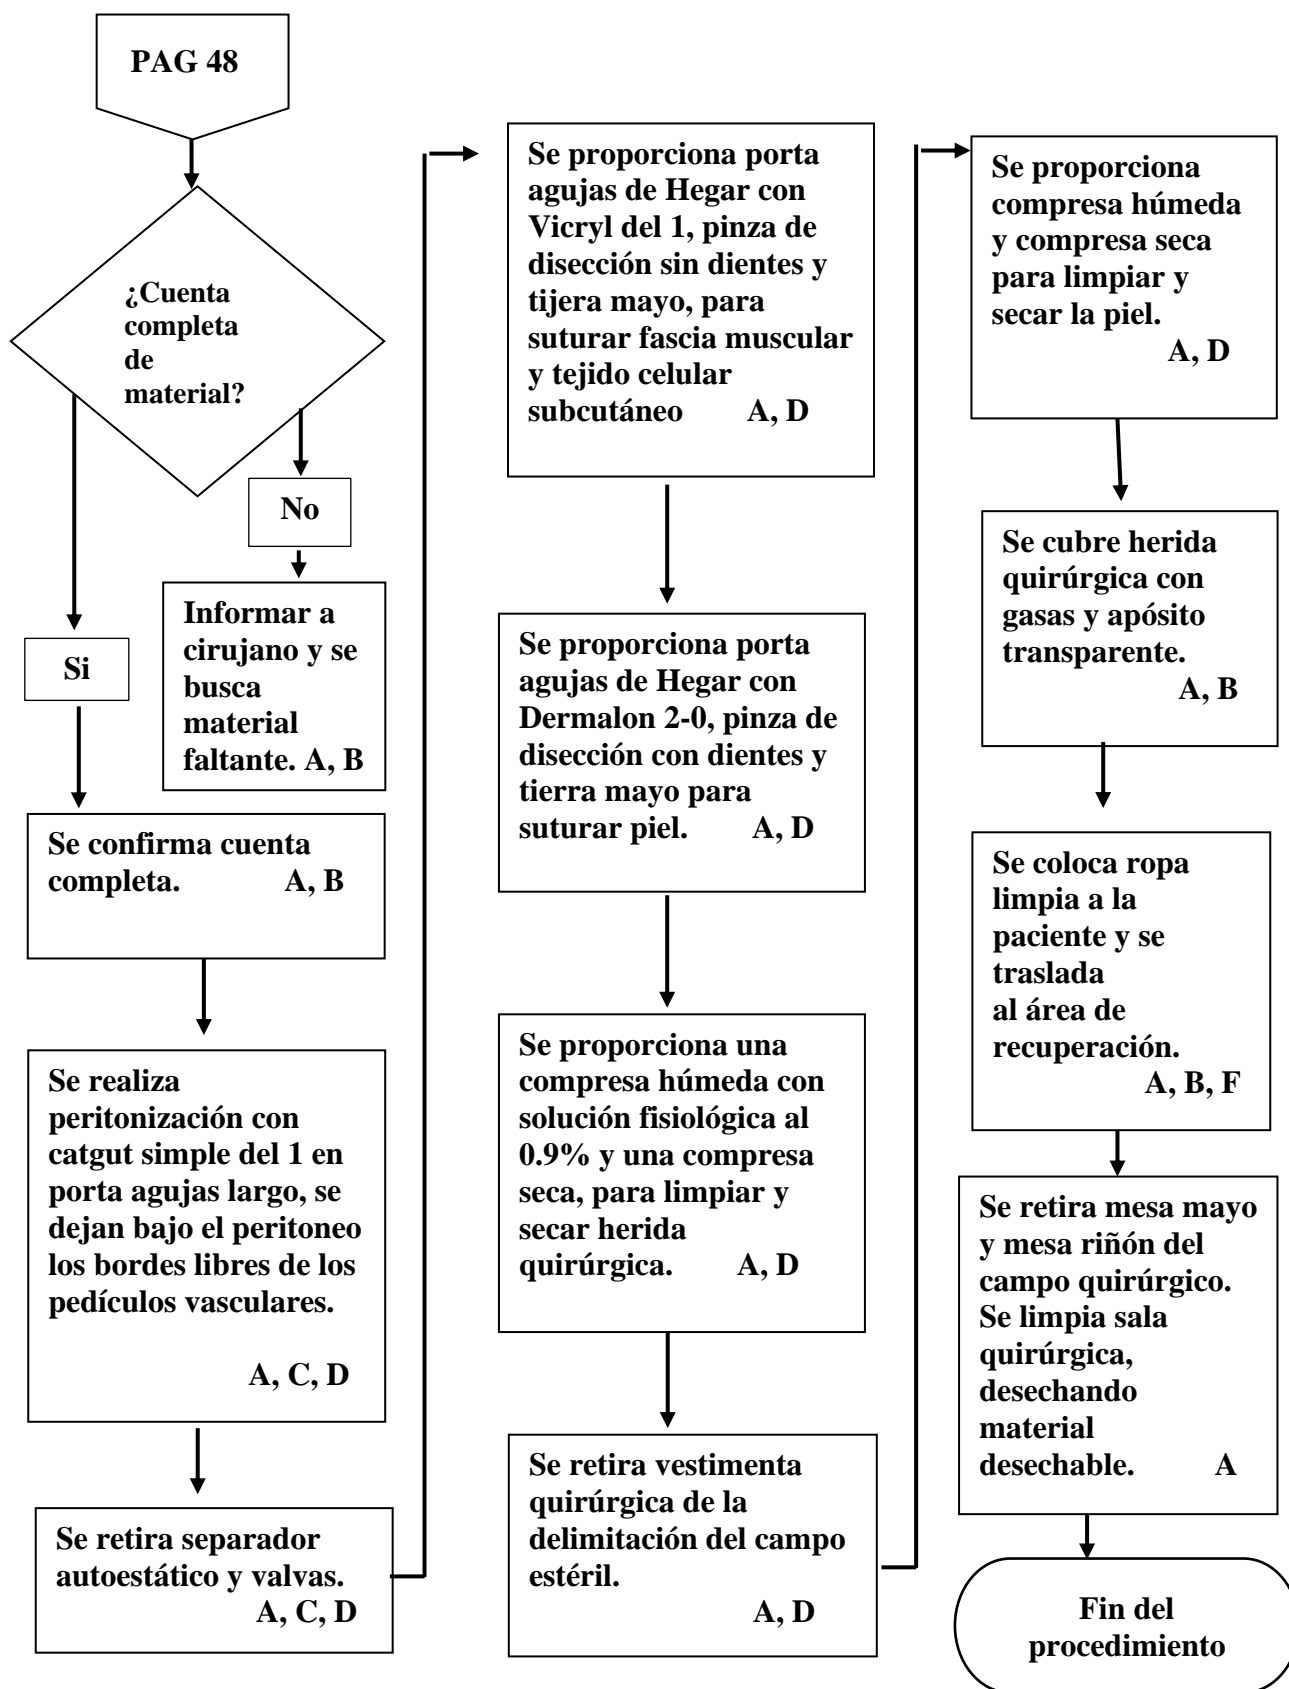 PAG 48
¿Cuenta
completa
de
material?
No
Si
Informar a
cirujano y se
busca
material
faltante. A, B
Se confirma cuenta
completa. A, B
Se realiza
peritonización con
catgut simple del 1 en
porta agujas largo, se
dejan bajo el peritoneo
los bordes libres de los
pedículos vasculares.
A, C, D
Se retira separador
autoestático y valvas.
A, C, D
Se proporciona porta
agujas de Hegar con
Vicryl del 1, pinza de
disección sin dientes y
tijera mayo, para
suturar fascia muscular
y tejido celular
subcutáneo A, D
Se proporciona porta
agujas de Hegar con
Dermalon 2-0, pinza de
disección con dientes y
tierra mayo para
suturar piel. A, D
Se proporciona una
compresa húmeda con
solución fisiológica al
0.9% y una compresa
seca, para limpiar y
secar herida
quirúrgica. A, D
Se retira vestimenta
quirúrgica de la
delimitación del campo
estéril.
A, D
Se proporciona
compresa húmeda
y compresa seca
para limpiar y
secar la piel.
A, D
Se cubre herida
quirúrgica con
gasas y apósito
transparente.
A, B
Se coloca ropa
limpia a la
paciente y se
traslada
al área de
recuperación.
A, B, F
Se retira mesa mayo
y mesa riñón del
campo quirúrgico.
Se limpia sala
quirúrgica,
desechando
material
desechable. A
Fin del
procedimiento